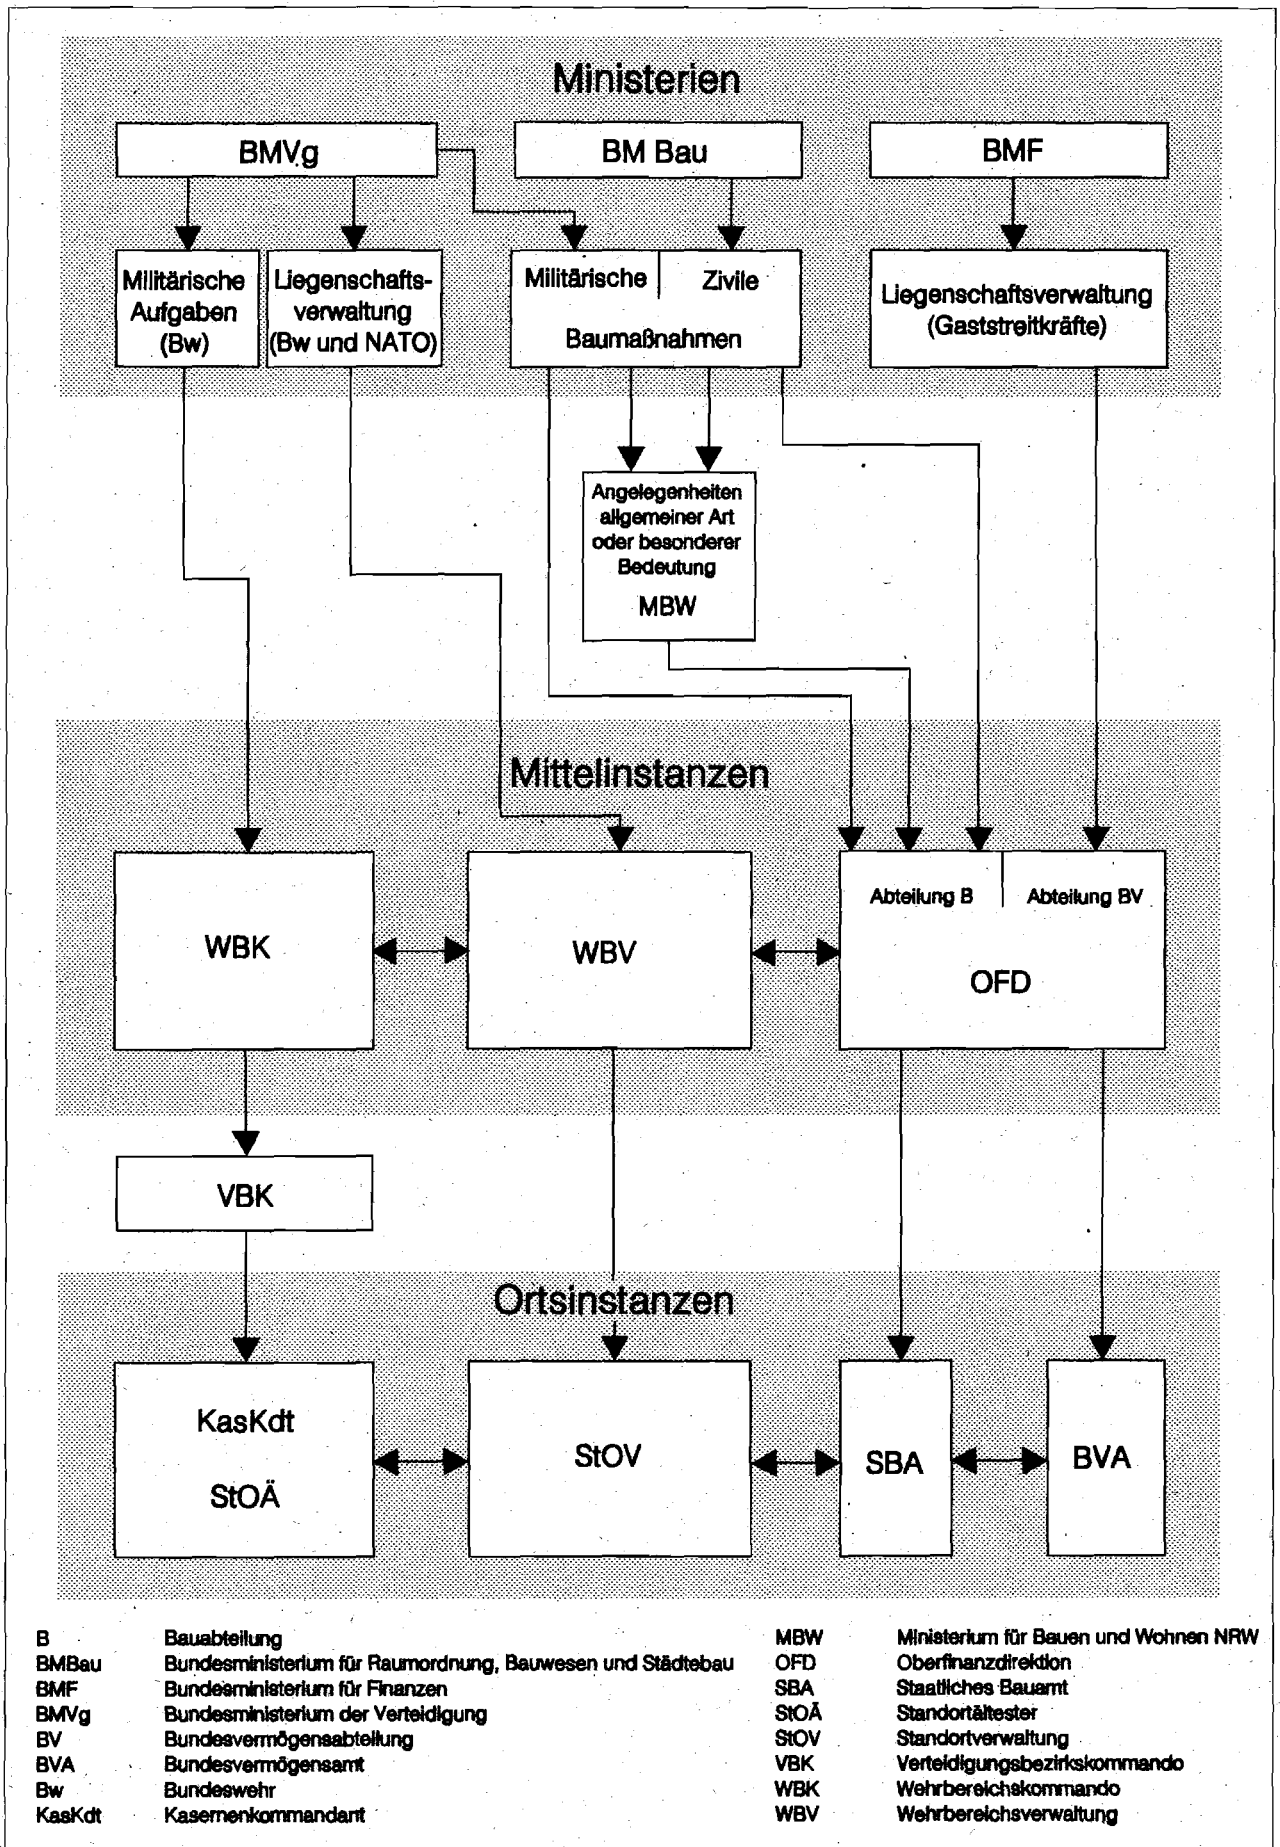 Ministerien
BMVg
BM Bau
BMF
Militärische
Aufgaben
(Bw)
Liegenschafts-
verwaltung
(Bw und NATO)
Militärische
Zivile
Baumaßnahmen
Liegenschaftsverwaltung
(Gaststreitkräfte)
Angelegenheiten
allgemeiner Art
oder besonderer
Bedeutung
MBW
Mittelinstanzen
WBK
WBV
Abteilung B
Abteilung BV
OFD
VBK
Ortsinstanzen
KasKdt
StOÄ
StOV
SBA
BVA
B Bauabteilung
BMBau Bundesministerium für Raumordnung, Bauwesen und Städtebau
BMF Bundesministerium für Finanzen
BMVg Bundesministerium der Verteidigung
BV Bundesvermögensabteilung
BVA Bundesvermögensamt
Bw Bundeswehr
KasKdt Kasernenkommandant
MBW Ministerium für Bauen und Wohnen NRW
OFD Oberfinanzdirektion
SBA Staatliches Bauamt
StOÄ Standortältester
StOV Standortverwaltung
VBK Verteidigungsbezirkskommando
WBK Wehrbereichskommando
WBV Wehrbereichsverwaltung